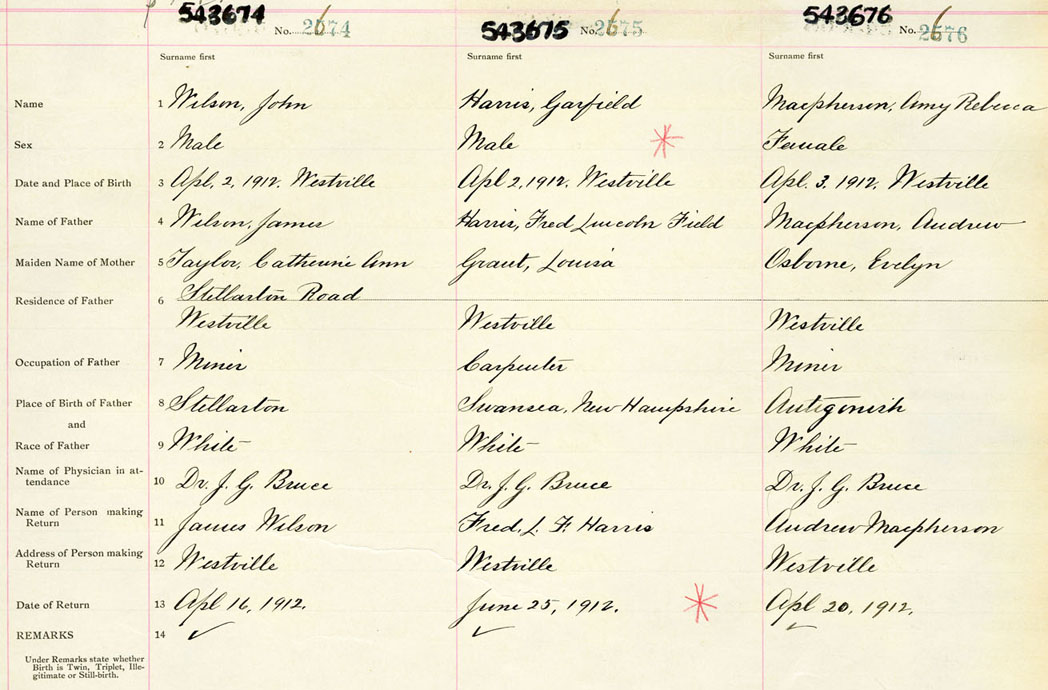 543674 No. 2674 543675 No. 2675 543676 No. 2676
Surname first Surname first Surname first
Name 1 Wilson, John Harris, Garfield Macpherson, Amy Rebecca
Sex 2 Male Male Female
Date and Place of Birth 3 Apl. 2, 1912. Westville Apl 2, 1912. Westville Apl. 3. 1912. Westville
Name of Father 4 Wilson, James Harris, Fred Lincoln Field Macpherson, Andrew
Maiden Name of Mother 5 Taylor, Catherine Ann Grant, Louisa Osborne, Evelyn
Residence of Father 6 Stellarton Road
Westville Westville Westville
Occupation of Father 7 Miner Carpenter Miner
Place of Birth of Father 8 Stellarton Swansea, New Hampshire Antigonish
and
Race of Father 9 White White White
Name of Physician in at-
tendance 10 Dr. J. G. Bruce Dr. J. G. Bruce Dr. J. G. Bruce
Name of Person making
Return 11 James Wilson Fred. L. F. Harris Andrew Macpherson
Address of Person making
Return 12 Westville Westville Westville
Date of Return 13 Apl 16, 1912. June 25, 1912. Apl 20, 1912.
REMARKS 14 ✓ ✓ ✓
Under Remarks state whether
Birth is Twin, Triplet, Ille-
gitimate or Still-birth.